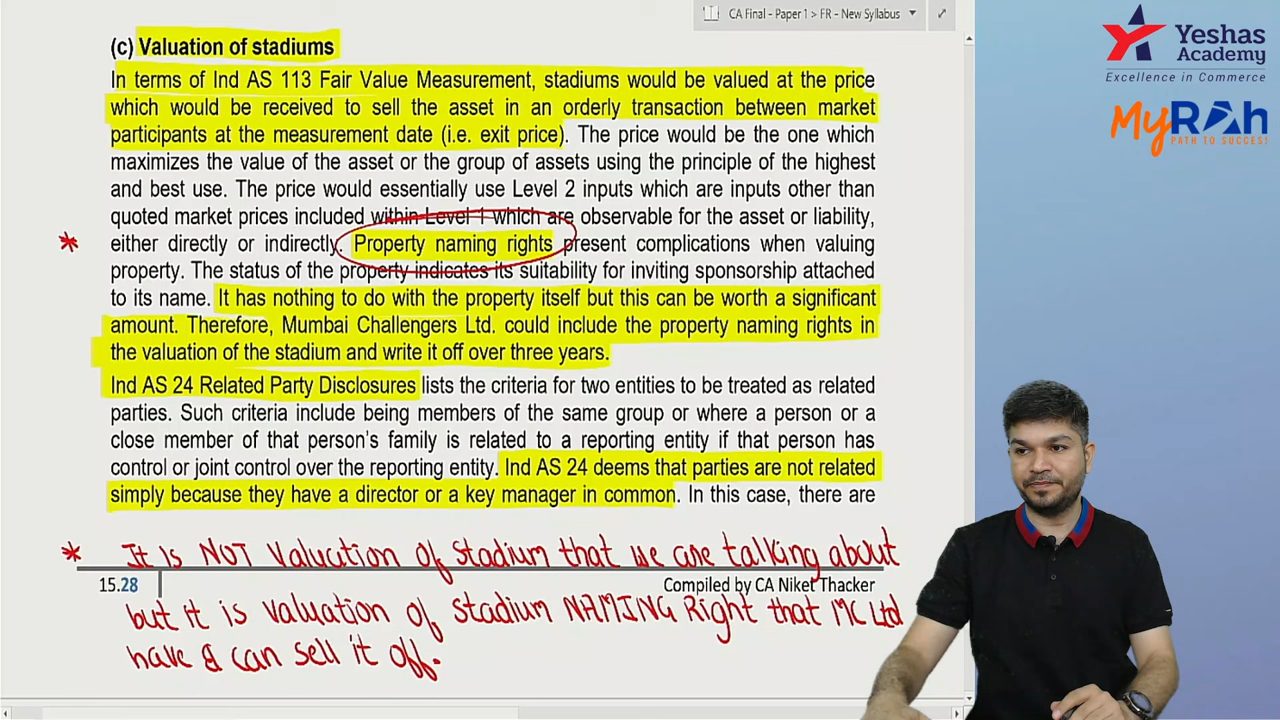 CA Final - Paper 1 > FR - New Syllabus
Yeshas
Academy
Excellence in Commerce
MyRAh
PATH TO SUCCESS
(c) Valuation of stadiums
In terms of Ind AS 113 Fair Value Measurement, stadiums would be valued at the price
which would be received to sell the asset in an orderly transaction between market
participants at the measurement date (i.e. exit price). The price would be the one which
maximizes the value of the asset or the group of assets using the principle of the highest
and best use. The price would essentially use Level 2 inputs which are inputs other than
quoted market prices included within Level 1 which are observable for the asset or liability,
* either directly or indirectly. Property naming rights present complications when valuing
property. The status of the property indicates its suitability for inviting sponsorship attached
to its name. It has nothing to do with the property itself but this can be worth a significant
amount. Therefore, Mumbai Challengers Ltd. could include the property naming rights in
the valuation of the stadium and write it off over three years.
Ind AS 24 Related Party Disclosures lists the criteria for two entities to be treated as related
parties. Such criteria include being members of the same group or where a person or a
close member of that person's family is related to a reporting entity if that person has
control or joint control over the reporting entity. Ind AS 24 deems that parties are not related
simply because they have a director or a key manager in common. In this case, there are
* It is NOT Valuation of Stadium that we are talking about
15.28 Compiled by CA Niket Thacker
but it is valuation of Stadium NAMING Right that MC Ltd
have & can sell it off.